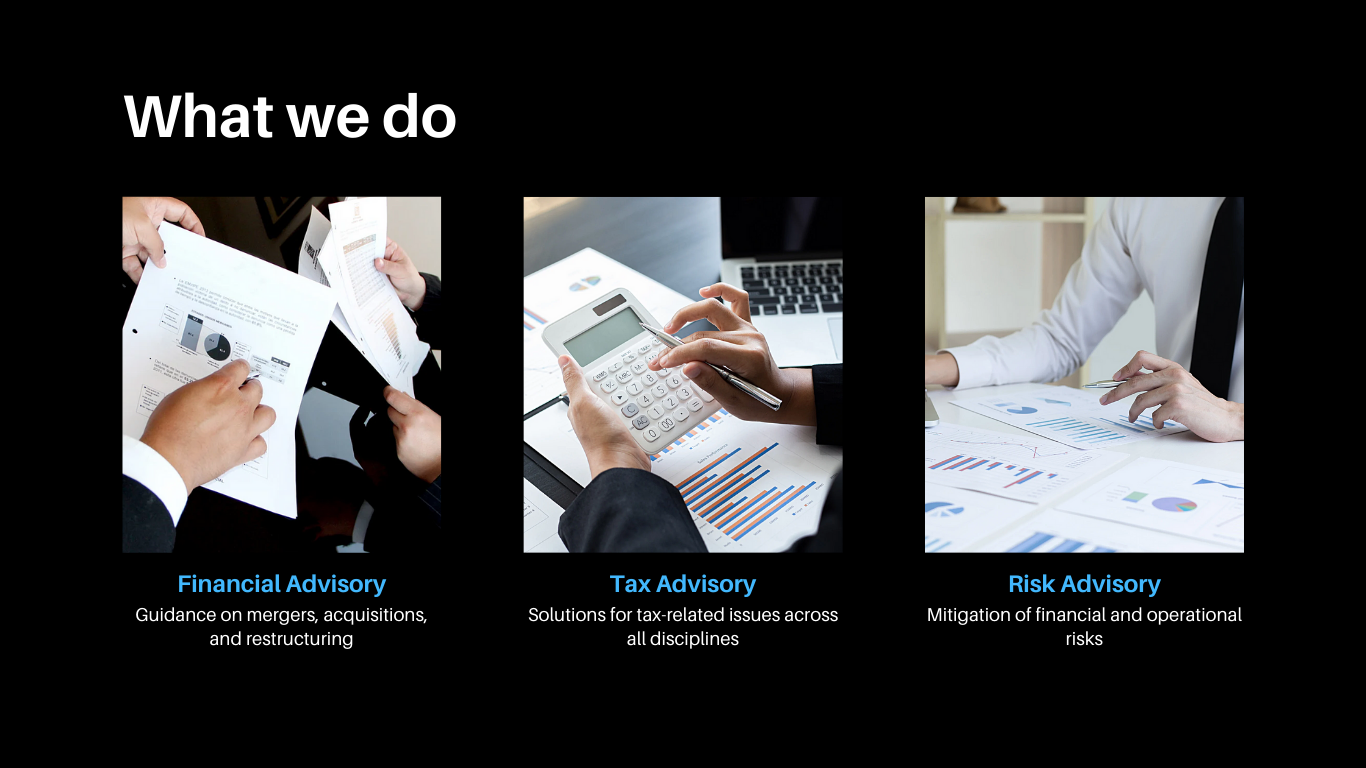 What we do
Financial Advisory
Guidance on mergers, acquisitions,
and restructuring
Tax Advisory
Solutions for tax-related issues across
all disciplines
Risk Advisory
Mitigation of financial and operational
risks